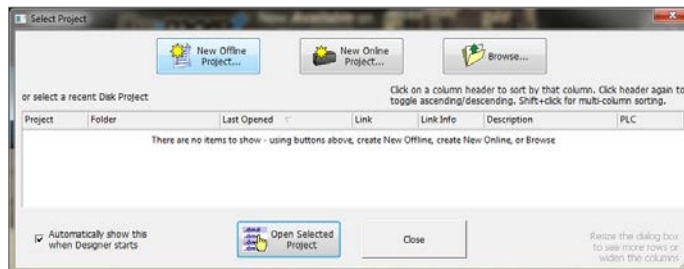 Select Project
New Offline
Project...
New Online
Project...
Browse...
or select a recent Disk Project
Click on a column header to sort by that column. Click header again to
toggle ascending/descending. Shift+click for multi-column sorting.
Project Folder Last Opened Link Link Info Description PLC
There are no items to show - using buttons above, create New Offline, create New Online, or Browse
Automatically show this
when Designer starts
Open Selected
Project
Close
Resize the dialog box
to see more rows or
widen the columns